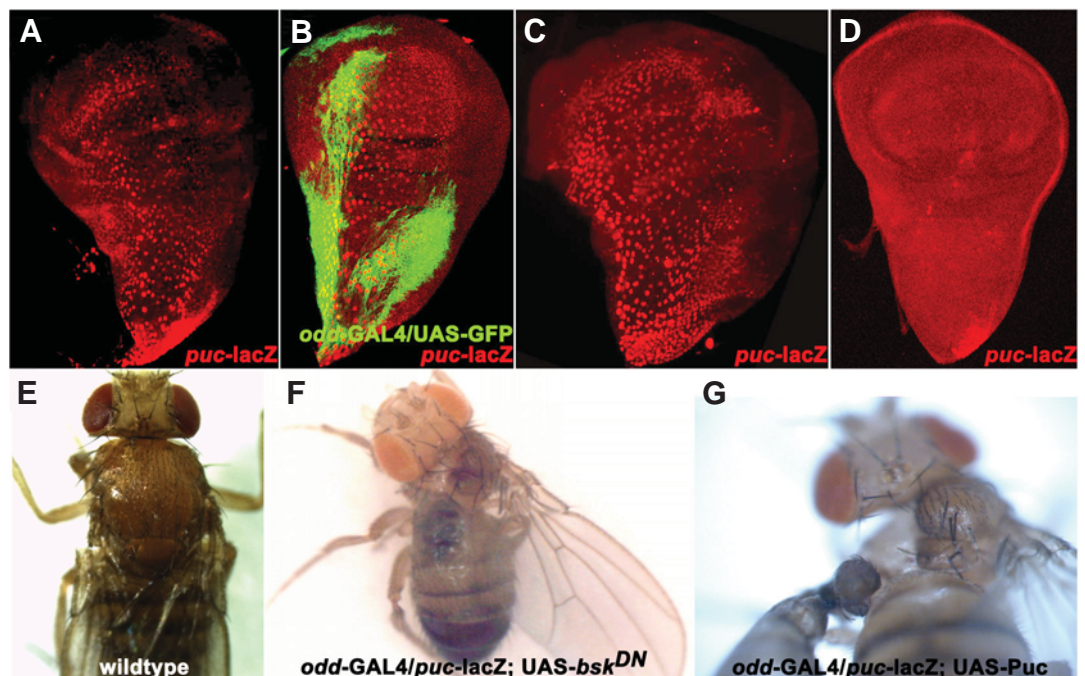 A
B
C
D
puc-lacZ
odd-GAL4/UAS-GFP
puc-lacZ
puc-lacZ
puc-lacZ
E
F
G
wildtype
odd-GAL4/puc-lacZ; UAS-bskDN
odd-GAL4/puc-lacZ; UAS-Puc